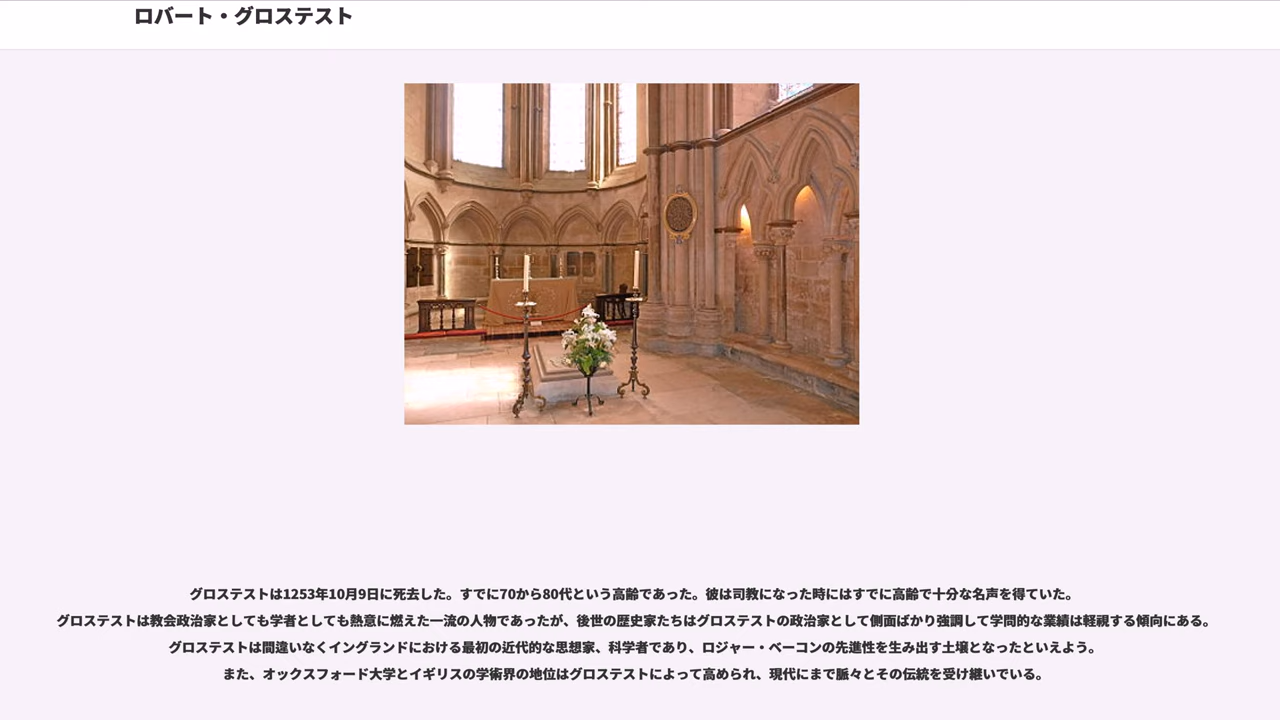 ロバート・グロステスト
グロステストは1253年10月9日に死去した。すでに70から80代という高齢であった。彼は司教になった時にはすでに高齢で十分な名声を得ていた。
グロステストは教会政治家としても学者としても熱意に燃えた一流の人物であったが、後世の歴史家たちはグロステストの政治家として側面ばかり強調して学問的な業績は軽視する傾向にある。
グロステストは間違いなくイングランドにおける最初の近代的な思想家、科学者であり、ロジャー・ベーコンの先進性を生み出す土壌となったといえよう。
また、オックスフォード大学とイギリスの学術界の地位はグロステストによって高められ、現代にまで脈々とその伝統を受け継いでいる。